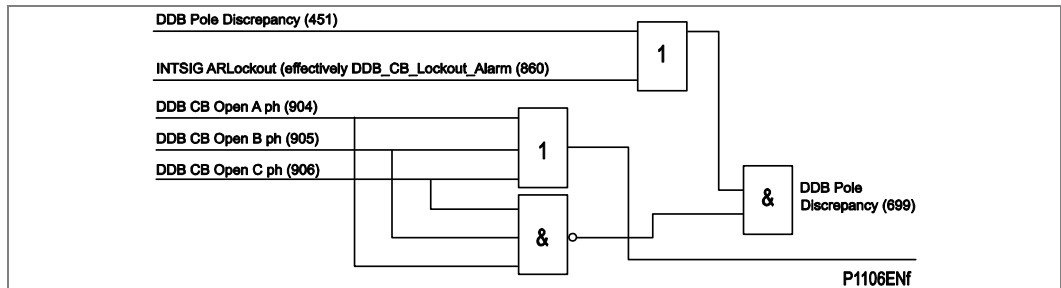 DDB Pole Discrepancy (451)
1
INTSIG ARLockout (effectively DDB_CB_Lockout_Alarm (860)
DDB CB Open A ph (904)
DDB CB Open B ph (905)
1
DDB CB Open C ph (906)
&
DDB Pole
Discrepancy (699)
&
P1106ENf